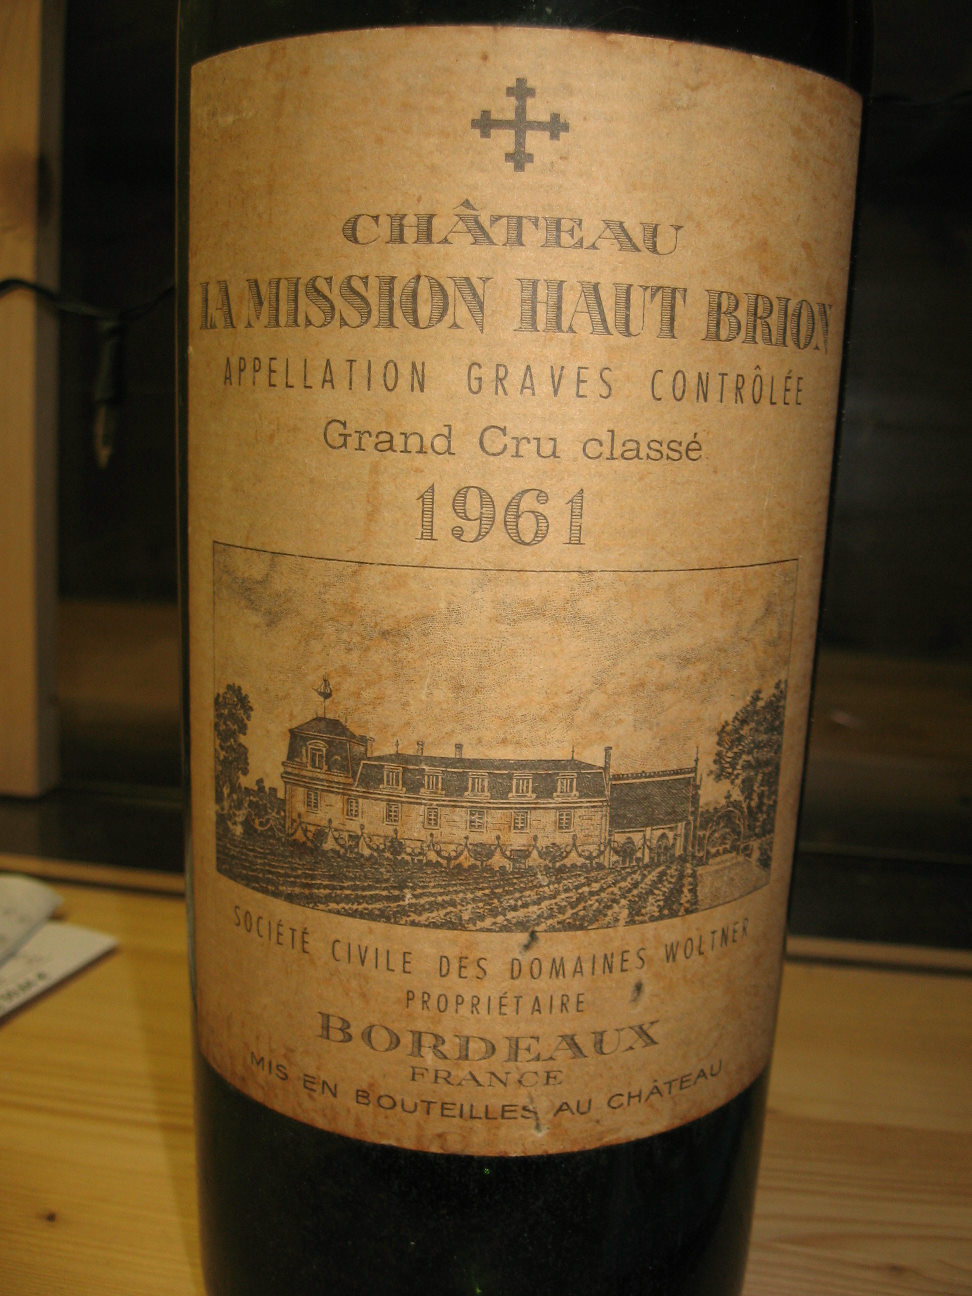 CHÂTEAU
LA MISSION HAUT BRION
APPELLATION GRAVES CONTRÔLÉE
Grand Cru classé
1961
SOCIÉTÉ CIVILE DES DOMAINES WOLTNER
PROPRIÉTAIRE
BORDEAUX
FRANCE
MIS EN BOUTEILLES AU CHÂTEAU